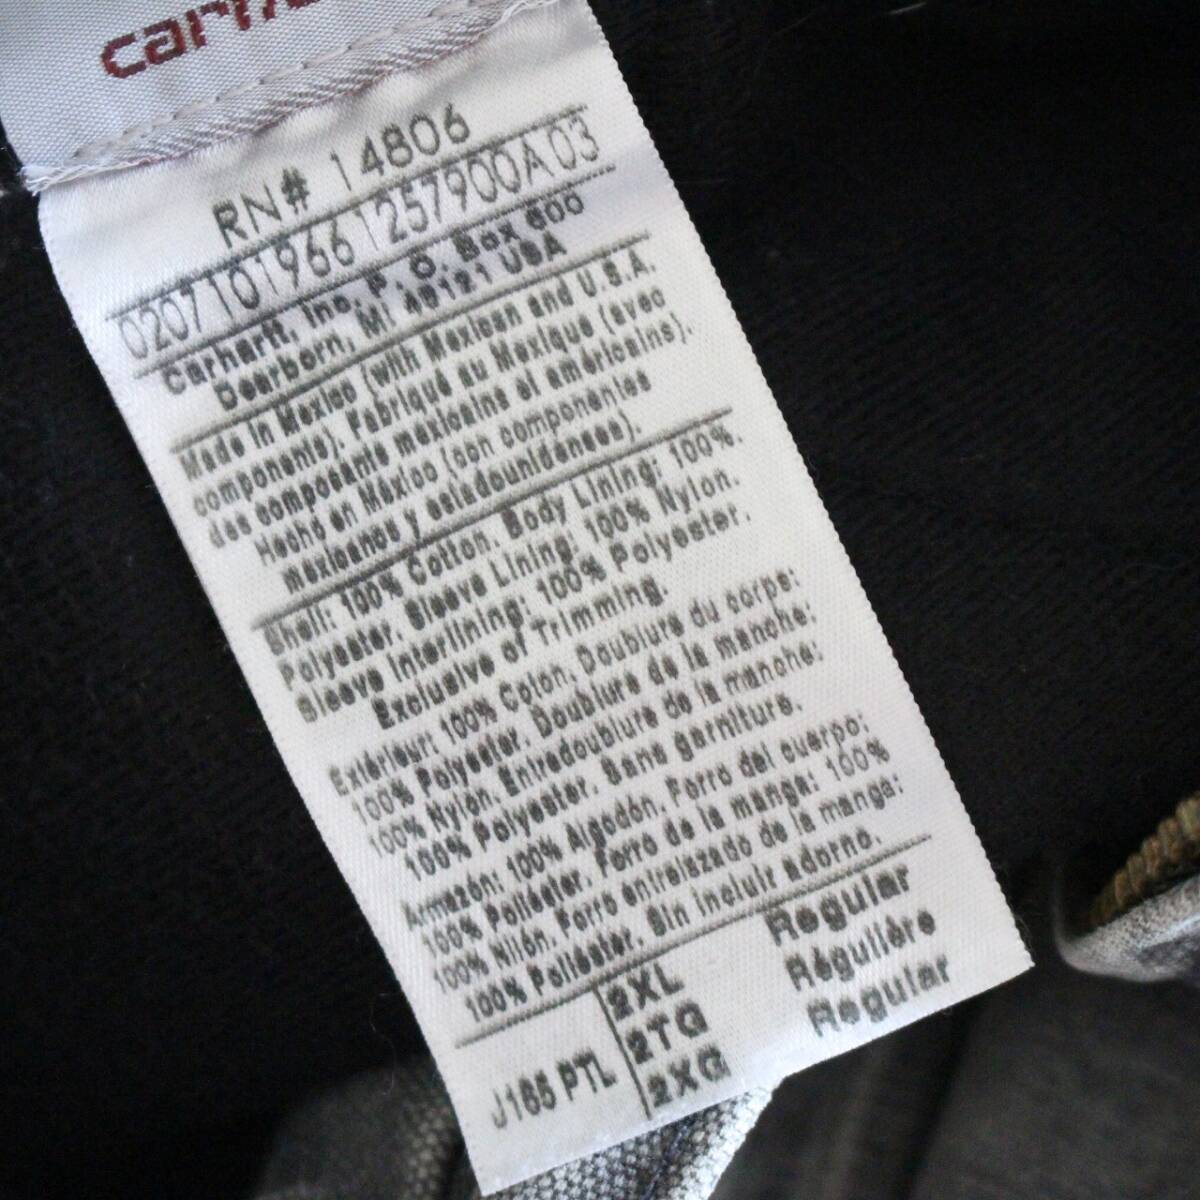 RN# 14806
0207101966 1257900A 03
Carhartt, Inc, P. O. Box 600
Dearborn, MI 48121 USA
Made in Mexico (with Mexican and U.S.A.
components). Fabriqué au Mexique (avec
des composants mexicains et américains).
Hecho en México (con componentes
mexicanos y estadounidenses).
Shell: 100% Cotton. Body Lining: 100%
Polyester. Sleeve Lining: 100% Nylon.
Sleeve Interlining: 100% Polyester.
Exclusive of Trimming.
Extérieur: 100% Coton. Doublure du corps:
100% Polyester. Doublure de la manche:
100% Nylon. Entredoublure de la manche:
100% Polyester. Sans garniture.
Armazón: 100% Algodón. Forro del cuerpo:
100% Poliéster. Forro de la manga: 100%
100% Nilón. Forro entrelazado de la manga:
100% Poliéster. Sin incluir adorno.
J165 PTL
2XL Regular
2TG Régulière
2XG Regular